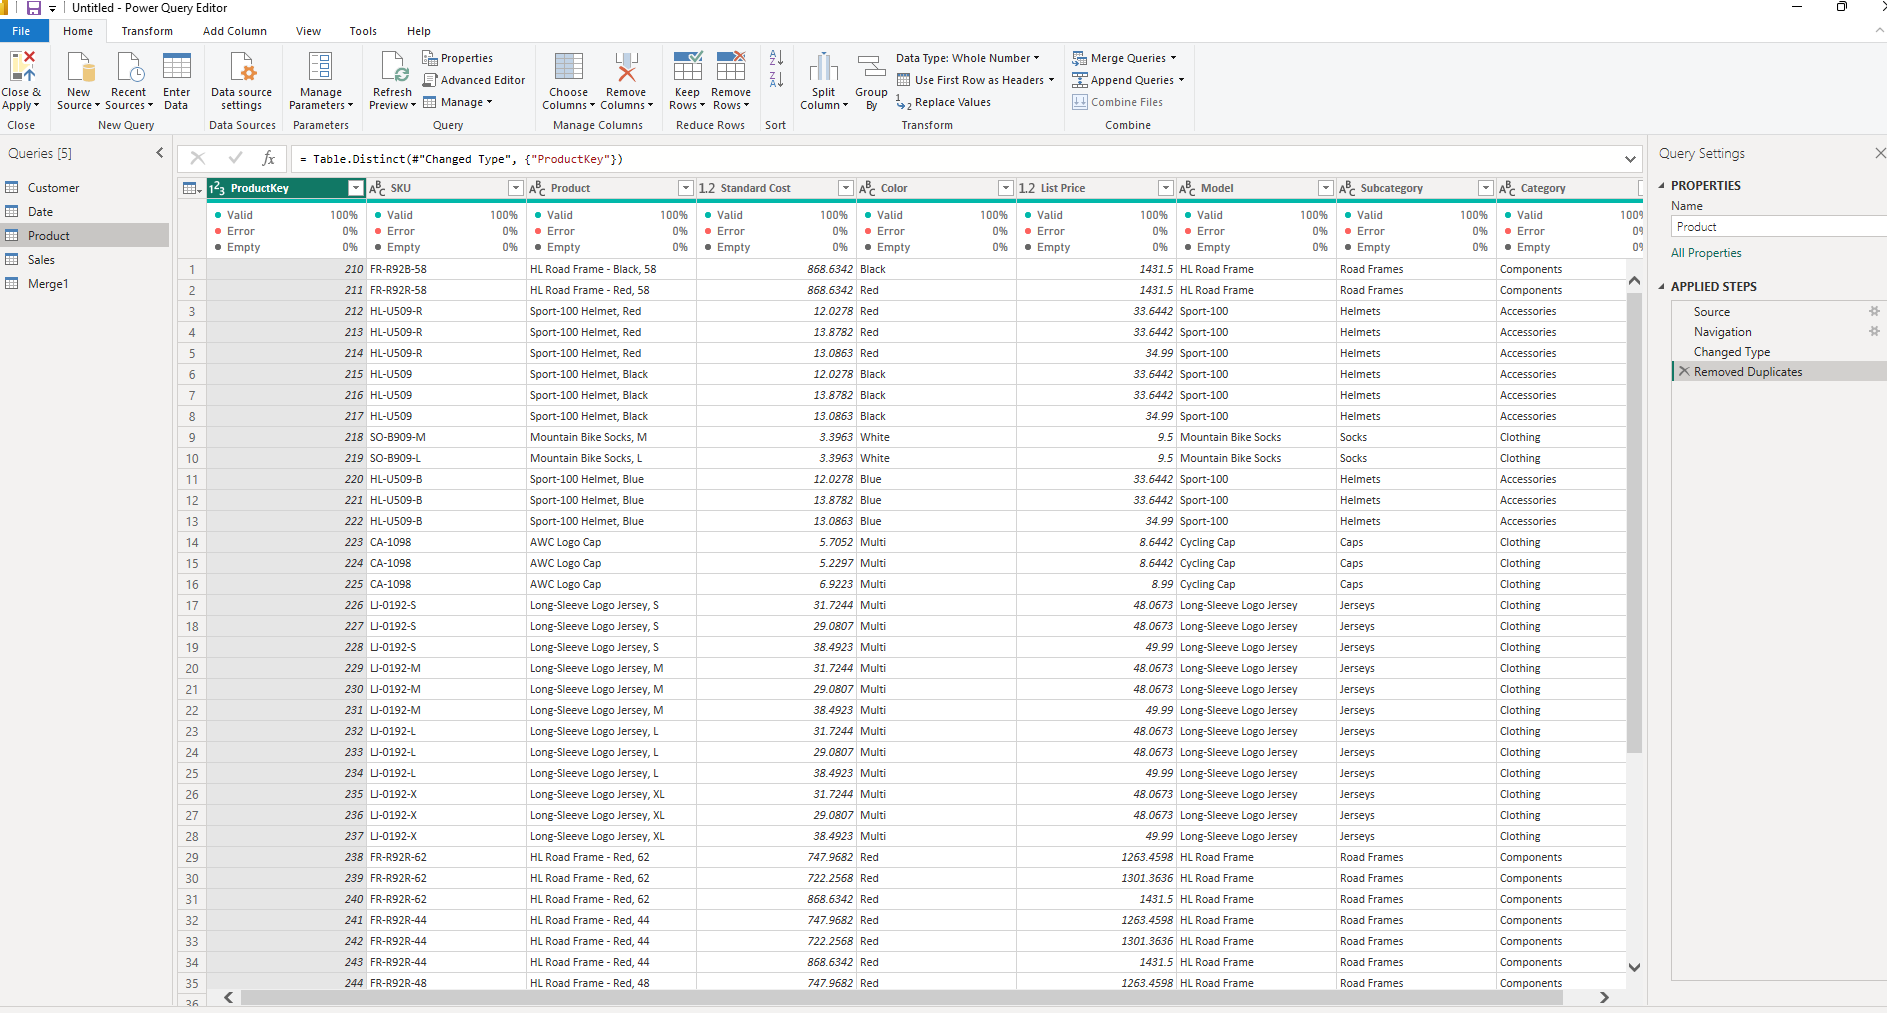 Untitled - Power Query Editor
File Home Transform Add Column View Tools Help
Close & Apply
New Source
Recent Sources
Enter Data
Data source settings
Manage Parameters
Refresh Preview
Properties
Advanced Editor
Manage
Choose Columns
Remove Columns
Keep Rows
Remove Rows
Split Column
Group By
Data Type: Whole Number
Use First Row as Headers
Replace Values
Merge Queries
Append Queries
Combine Files
Close New Query Data Sources Parameters Query Manage Columns Reduce Rows Sort Transform Combine
Queries [5]
Customer
Date
Product
Sales
Merge1
fx = Table.Distinct(#"Changed Type", {"ProductKey"})
123 ProductKey ABC SKU ABC Product 1.2 Standard Cost ABC Color 1.2 List Price ABC Model ABC Subcategory ABC Category
Valid 100% Valid 100% Valid 100% Valid 100% Valid 100% Valid 100% Valid 100% Valid 100% Valid 100%
Error 0% Error 0% Error 0% Error 0% Error 0% Error 0% Error 0% Error 0% Error 0%
Empty 0% Empty 0% Empty 0% Empty 0% Empty 0% Empty 0% Empty 0% Empty 0% Empty 0%
1 210 FR-R92B-58 HL Road Frame - Black, 58 868.6342 Black 1431.5 HL Road Frame Road Frames Components
2 211 FR-R92R-58 HL Road Frame - Red, 58 868.6342 Red 1431.5 HL Road Frame Road Frames Components
3 212 HL-U509-R Sport-100 Helmet, Red 12.0278 Red 33.6442 Sport-100 Helmets Accessories
4 213 HL-U509-R Sport-100 Helmet, Red 13.8782 Red 33.6442 Sport-100 Helmets Accessories
5 214 HL-U509-R Sport-100 Helmet, Red 13.0863 Red 34.99 Sport-100 Helmets Accessories
6 215 HL-U509 Sport-100 Helmet, Black 12.0278 Black 33.6442 Sport-100 Helmets Accessories
7 216 HL-U509 Sport-100 Helmet, Black 13.8782 Black 33.6442 Sport-100 Helmets Accessories
8 217 HL-U509 Sport-100 Helmet, Black 13.0863 Black 34.99 Sport-100 Helmets Accessories
9 218 SO-B909-M Mountain Bike Socks, M 3.3963 White 9.5 Mountain Bike Socks Socks Clothing
10 219 SO-B909-L Mountain Bike Socks, L 3.3963 White 9.5 Mountain Bike Socks Socks Clothing
11 220 HL-U509-B Sport-100 Helmet, Blue 12.0278 Blue 33.6442 Sport-100 Helmets Accessories
12 221 HL-U509-B Sport-100 Helmet, Blue 13.8782 Blue 33.6442 Sport-100 Helmets Accessories
13 222 HL-U509-B Sport-100 Helmet, Blue 13.0863 Blue 34.99 Sport-100 Helmets Accessories
14 223 CA-1098 AWC Logo Cap 5.7052 Multi 8.6442 Cycling Cap Caps Clothing
15 224 CA-1098 AWC Logo Cap 5.2297 Multi 8.6442 Cycling Cap Caps Clothing
16 225 CA-1098 AWC Logo Cap 6.9223 Multi 8.99 Cycling Cap Caps Clothing
17 226 LJ-0192-S Long-Sleeve Logo Jersey, S 31.7244 Multi 48.0673 Long-Sleeve Logo Jersey Jerseys Clothing
18 227 LJ-0192-S Long-Sleeve Logo Jersey, S 29.0807 Multi 48.0673 Long-Sleeve Logo Jersey Jerseys Clothing
19 228 LJ-0192-S Long-Sleeve Logo Jersey, S 38.4923 Multi 49.99 Long-Sleeve Logo Jersey Jerseys Clothing
20 229 LJ-0192-M Long-Sleeve Logo Jersey, M 31.7244 Multi 48.0673 Long-Sleeve Logo Jersey Jerseys Clothing
21 230 LJ-0192-M Long-Sleeve Logo Jersey, M 29.0807 Multi 48.0673 Long-Sleeve Logo Jersey Jerseys Clothing
22 231 LJ-0192-M Long-Sleeve Logo Jersey, M 38.4923 Multi 49.99 Long-Sleeve Logo Jersey Jerseys Clothing
23 232 LJ-0192-L Long-Sleeve Logo Jersey, L 31.7244 Multi 48.0673 Long-Sleeve Logo Jersey Jerseys Clothing
24 233 LJ-0192-L Long-Sleeve Logo Jersey, L 29.0807 Multi 48.0673 Long-Sleeve Logo Jersey Jerseys Clothing
25 234 LJ-0192-L Long-Sleeve Logo Jersey, L 38.4923 Multi 49.99 Long-Sleeve Logo Jersey Jerseys Clothing
26 235 LJ-0192-X Long-Sleeve Logo Jersey, XL 31.7244 Multi 48.0673 Long-Sleeve Logo Jersey Jerseys Clothing
27 236 LJ-0192-X Long-Sleeve Logo Jersey, XL 29.0807 Multi 48.0673 Long-Sleeve Logo Jersey Jerseys Clothing
28 237 LJ-0192-X Long-Sleeve Logo Jersey, XL 38.4923 Multi 49.99 Long-Sleeve Logo Jersey Jerseys Clothing
29 238 FR-R92R-62 HL Road Frame - Red, 62 747.9682 Red 1263.4598 HL Road Frame Road Frames Components
30 239 FR-R92R-62 HL Road Frame - Red, 62 722.2568 Red 1301.3636 HL Road Frame Road Frames Components
31 240 FR-R92R-62 HL Road Frame - Red, 62 868.6342 Red 1431.5 HL Road Frame Road Frames Components
32 241 FR-R92R-44 HL Road Frame - Red, 44 747.9682 Red 1263.4598 HL Road Frame Road Frames Components
33 242 FR-R92R-44 HL Road Frame - Red, 44 722.2568 Red 1301.3636 HL Road Frame Road Frames Components
34 243 FR-R92R-44 HL Road Frame - Red, 44 868.6342 Red 1431.5 HL Road Frame Road Frames Components
35 244 FR-R92R-48 HL Road Frame - Red, 48 747.9682 Red 1263.4598 HL Road Frame Road Frames Components
36
Query Settings
PROPERTIES
Name
Product
All Properties
APPLIED STEPS
Source
Navigation
Changed Type
Removed Duplicates